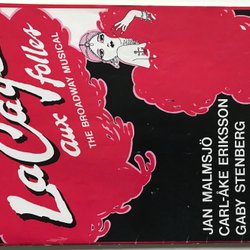 La Cage
aux folles
THE BROADWAY MUSICAL
JAN MALMSJÖ
CARL-ÅKE ERIKSSON
GABY STENBERG